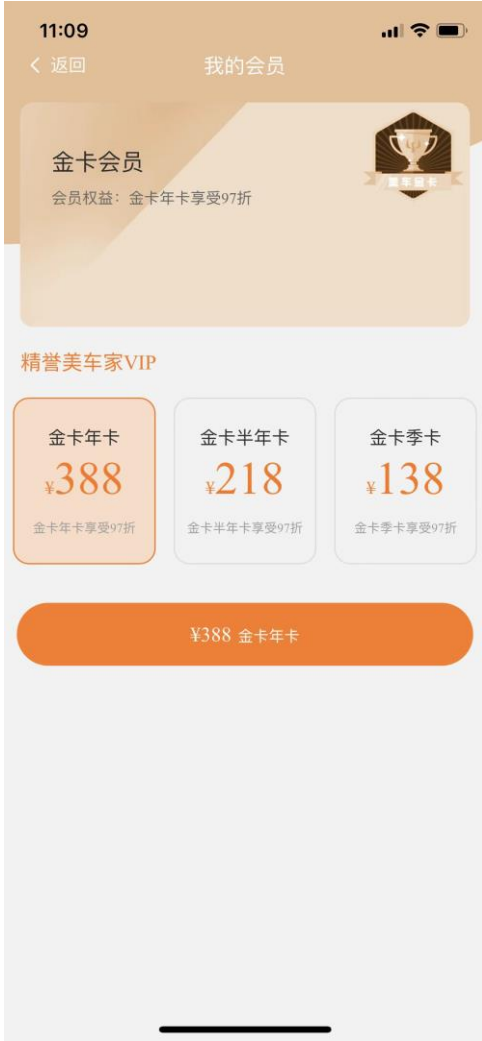 11:09
返回
我的会员
金卡会员
会员权益：金卡年卡享受97折
精誉美车家VIP
金卡年卡
¥388
金卡年卡享受97折
金卡半年卡
¥218
金卡半年卡享受97折
金卡季卡
¥138
金卡季卡享受97折
¥388 金卡年卡